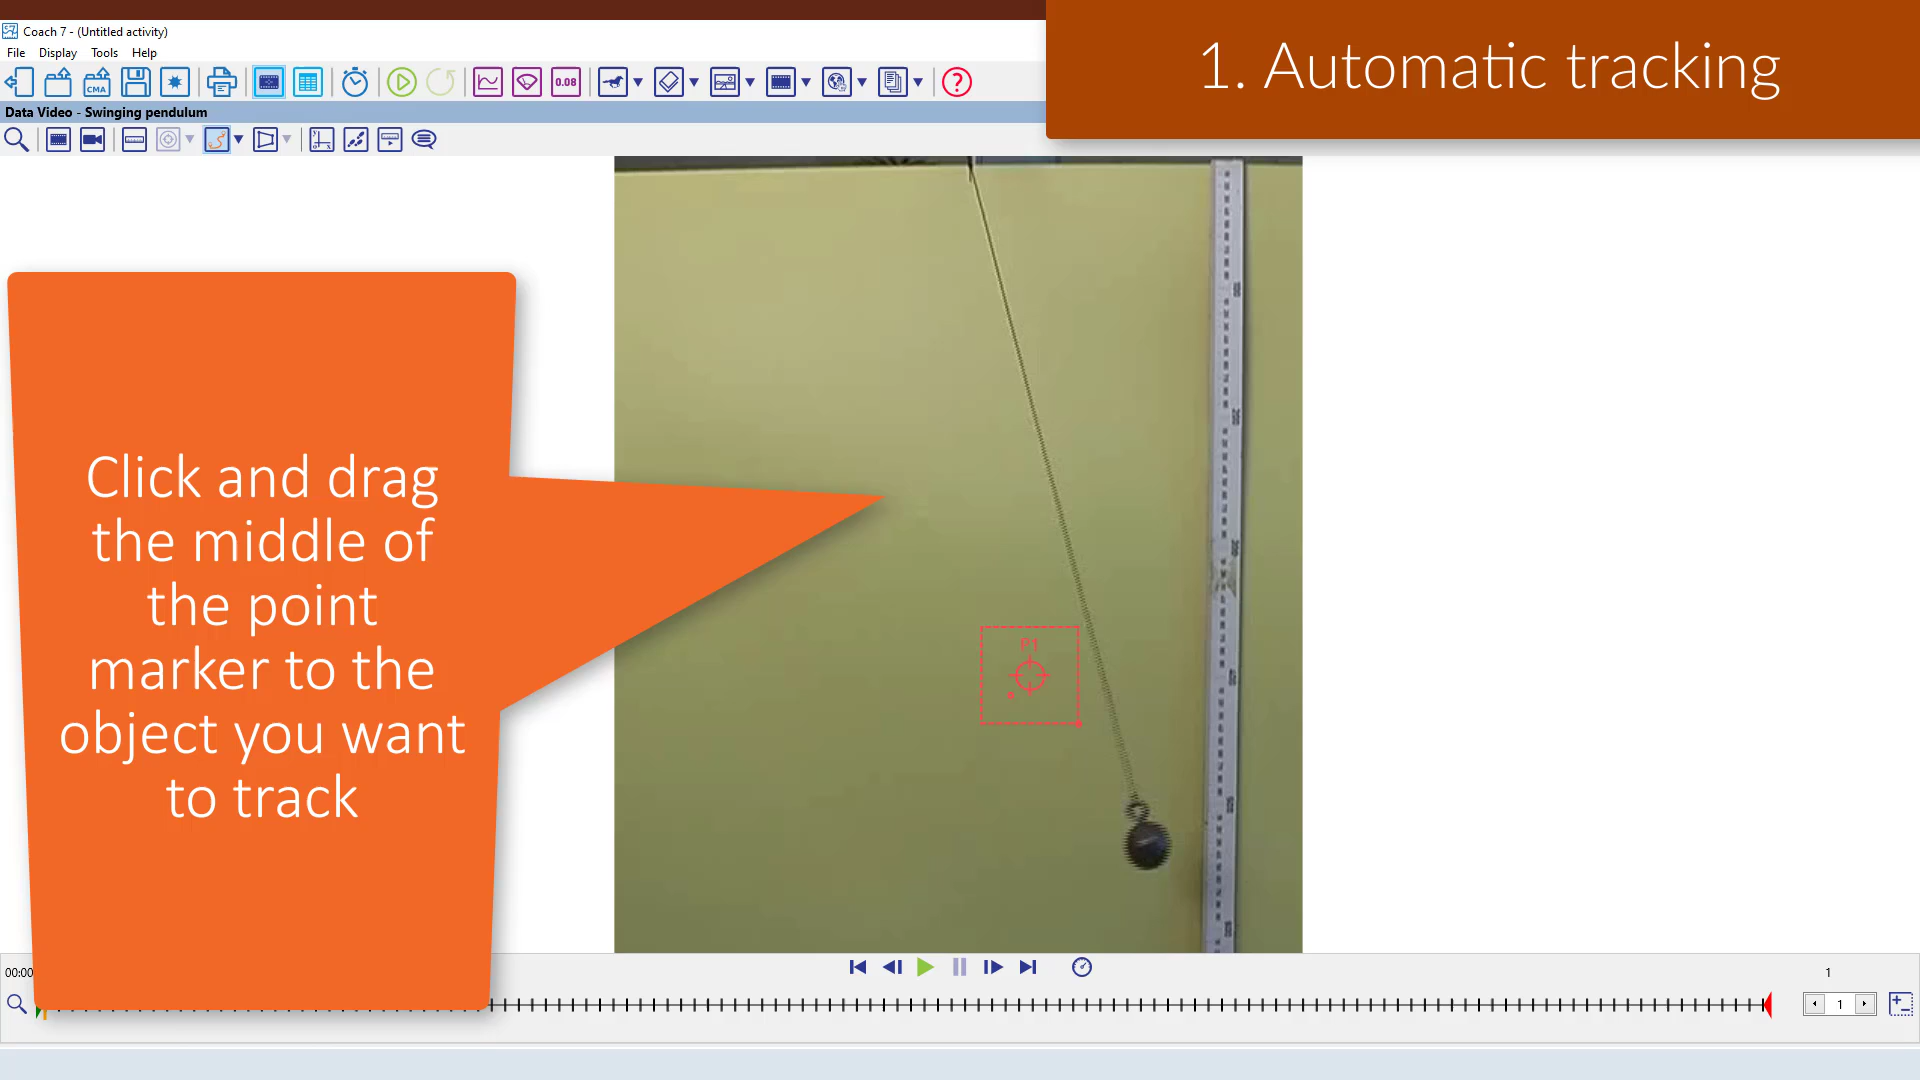 Coach 7 - (Untitled activity)
File Display Tools Help
1. Automatic tracking
CMA
0.08
Data Video - Swinging pendulum
Click and drag
the middle of
the point
marker to the
object you want
to track
P1
00:00
1
1